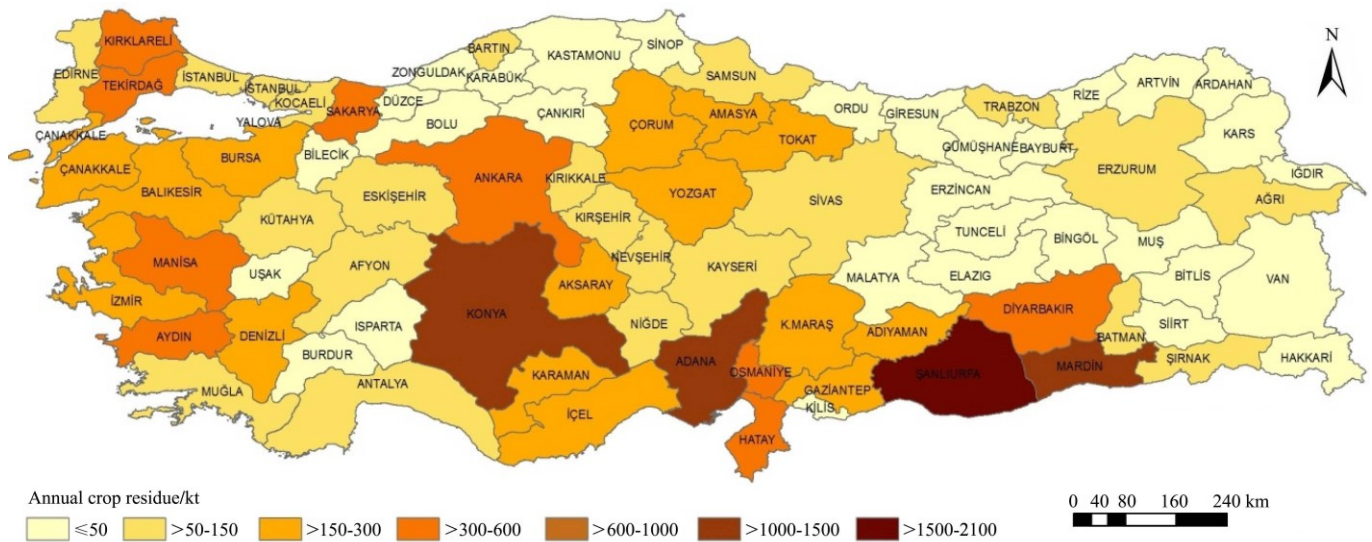 KIRKLARELİ
EDİRNE
TEKİRDAĞ
İSTANBUL
İSTANBUL
KOCAELİ
YALOVA
SAKARYA
DÜZCE
ZONGULDAK
BARTIN
KARABÜK
KASTAMONU
SİNOP
SAMSUN
ORDU
GİRESUN
TRABZON
RİZE
ARTVİN
ARDAHAN
N
ÇANAKKALE
ÇANAKKALE
BALIKESİR
BURSA
BİLECİK
BOLU
ÇANKIRI
ÇORUM
AMASYA
TOKAT
GÜMÜŞHANE
BAYBURT
ERZURUM
KARS
IĞDIR
AĞRI
KÜTAHYA
ESKİŞEHİR
ANKARA
KIRIKKALE
KIRŞEHİR
YOZGAT
SİVAS
ERZİNCAN
TUNCELİ
BİNGÖL
MUŞ
BİTLİS
VAN
MANİSA
UŞAK
AFYON
NEVŞEHİR
KAYSERİ
MALATYA
ELAZIG
İZMİR
AYDIN
DENİZLİ
ISPARTA
BURDUR
KONYA
AKSARAY
NİĞDE
ADANA
K.MARAŞ
ADIYAMAN
DİYARBAKIR
BATMAN
SİİRT
ŞIRNAK
HAKKARİ
MUĞLA
ANTALYA
KARAMAN
İÇEL
OSMANİYE
GAZİANTEP
KİLİS
ŞANLIURFA
MARDİN
HATAY
Annual crop residue/kt
≤50 >50-150 >150-300 >300-600 >600-1000 >1000-1500 >1500-2100
0 40 80 160 240 km